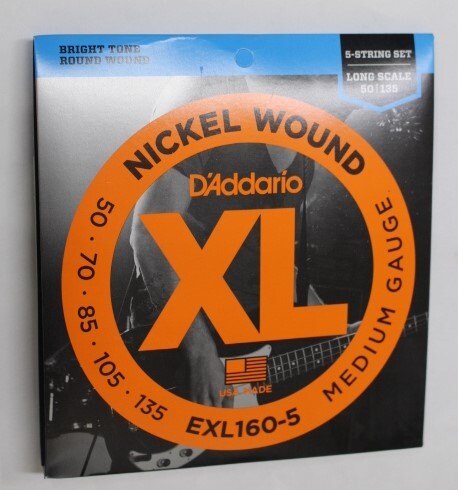 BRIGHT TONE
ROUND WOUND
5-STRING SET
LONG SCALE
50 | 135
NICKEL WOUND
D'Addario
XL
USA MADE
50 • 70 • 85 • 105 • 135
EXL160-5
MEDIUM GAUGE